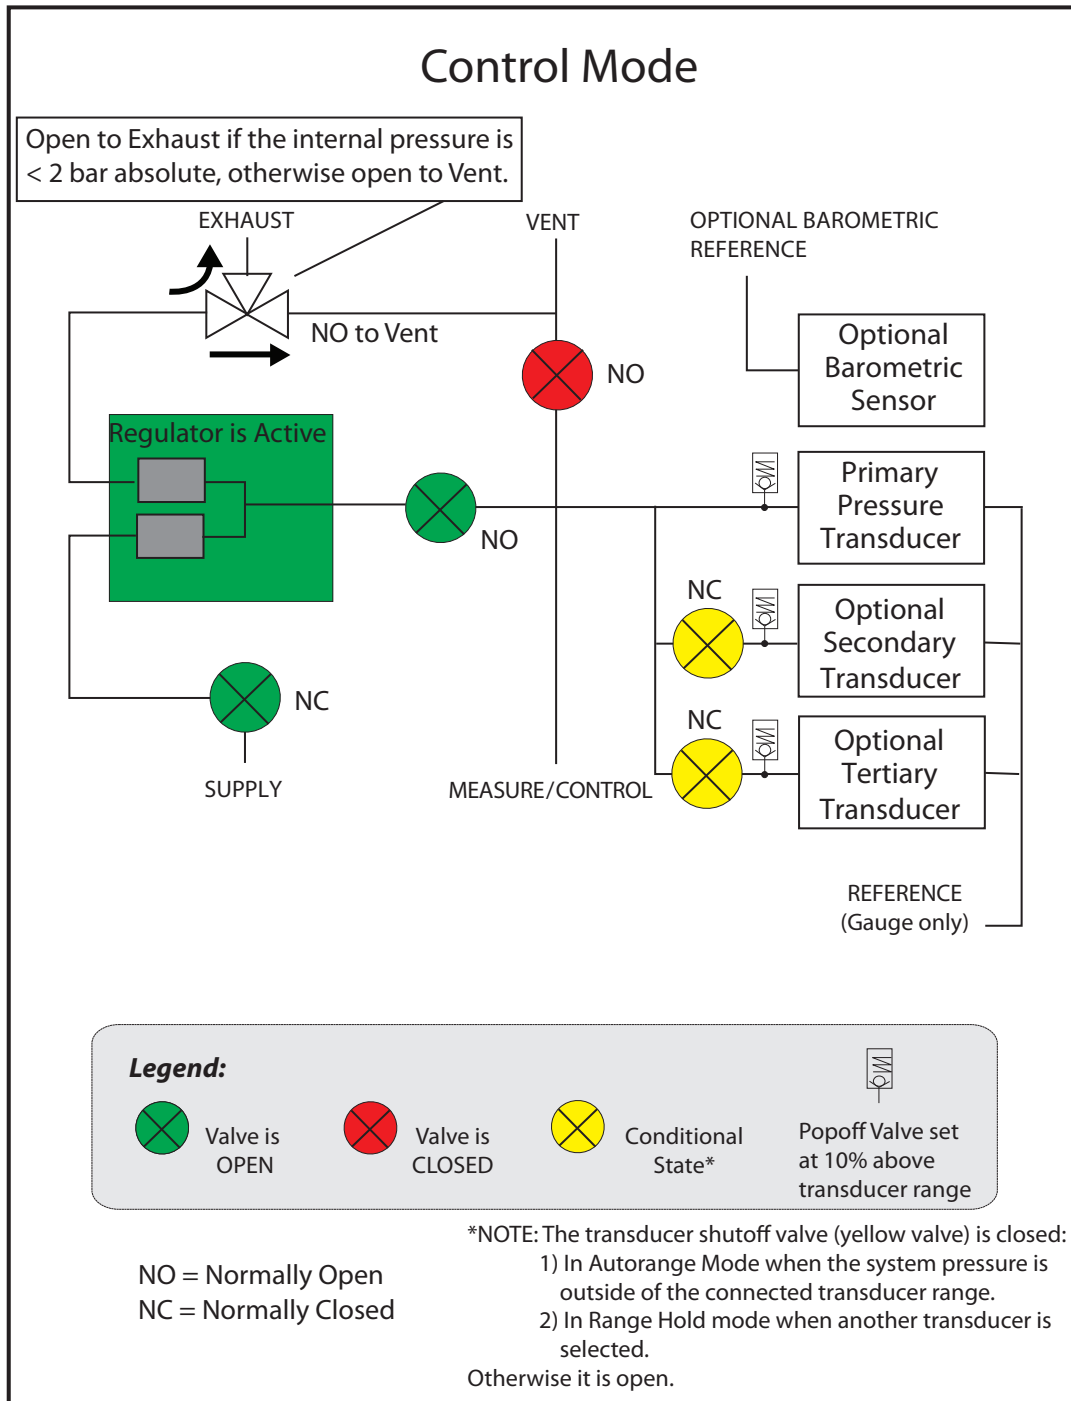 Control Mode
Open to Exhaust if the internal pressure is
< 2 bar absolute, otherwise open to Vent.
EXHAUST
VENT
OPTIONAL BAROMETRIC
REFERENCE
NO to Vent
NO
Optional
Barometric
Sensor
Regulator is Active
NO
Primary
Pressure
Transducer
NC
Optional
Secondary
Transducer
NC
SUPPLY
MEASURE/CONTROL
NC
Optional
Tertiary
Transducer
REFERENCE
(Gauge only)
Legend:
Valve is
OPEN
Valve is
CLOSED
Conditional
State*
Popoff Valve set
at 10% above
transducer range
NO = Normally Open
NC = Normally Closed
*NOTE: The transducer shutoff valve (yellow valve) is closed:
1) In Autorange Mode when the system pressure is
outside of the connected transducer range.
2) In Range Hold mode when another transducer is
selected.
Otherwise it is open.